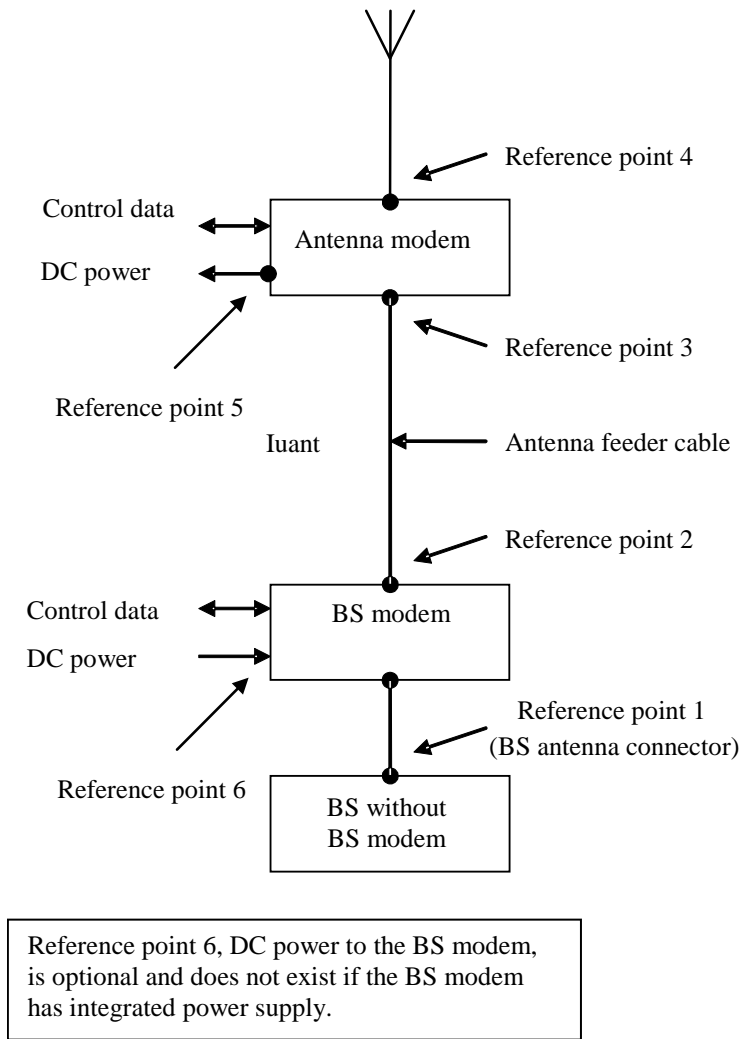 Reference point 4
Control data
Antenna modem
DC power
Reference point 3
Reference point 5
Iuant
Antenna feeder cable
Reference point 2
Control data
BS modem
DC power
Reference point 1
(BS antenna connector)
Reference point 6
BS without
BS modem
Reference point 6, DC power to the BS modem,
is optional and does not exist if the BS modem
has integrated power supply.